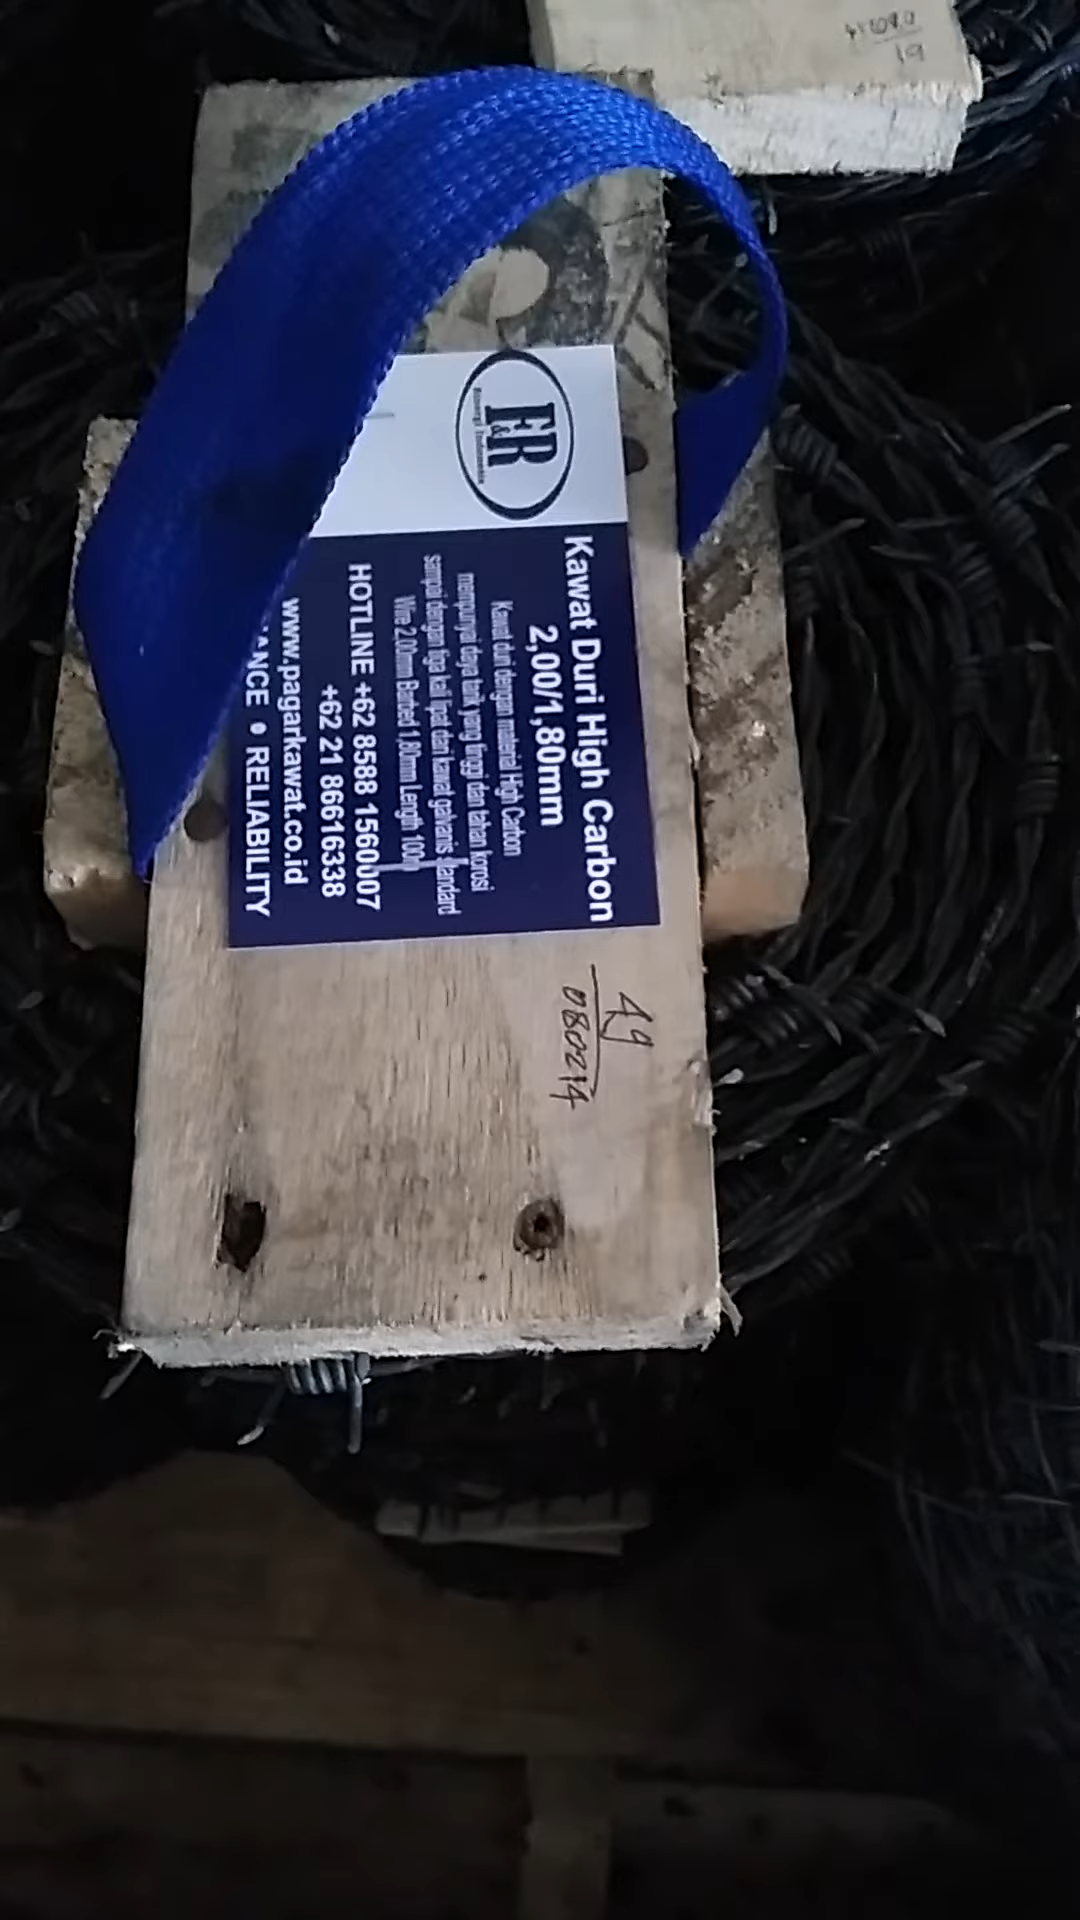 F&R
Kawat Duri High Carbon
2,00/1,80mm
Kawat duri dengan material High Carbon
mempunyai daya tarik yang tinggi dan tahan korosi
sampai dengan tiga kali lipat dari kawat galvanis standard
Wire 2.00mm Barbed 1,80mm Length 100m
HOTLINE +62 8588 1560007
+62 21 86616338
www.pagarkawat.co.id
• RELIABILITY
49
080214